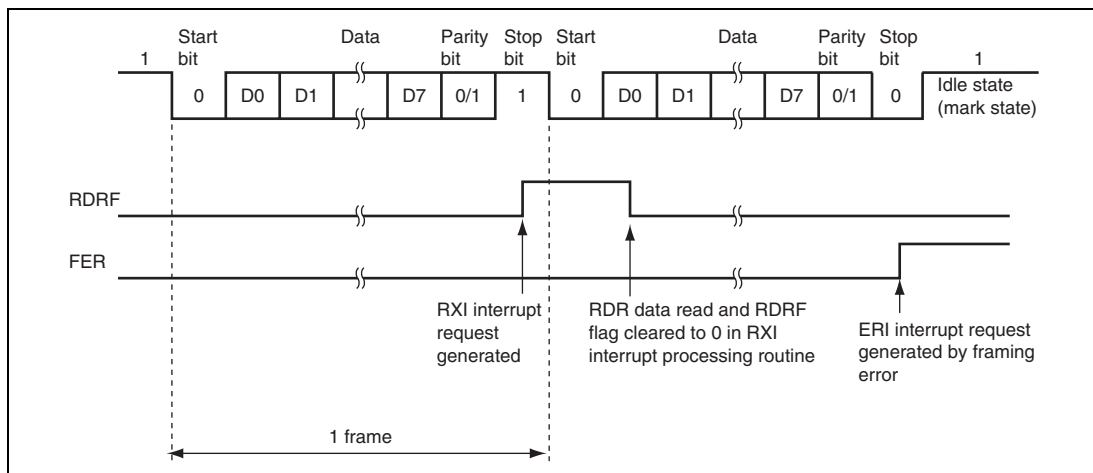 Start bit
Data
Parity bit
Stop bit
Start bit
Data
Parity bit
Stop bit
1
1
0
D0
D1
D7
0/1
1
0
D0
D1
D7
0/1
0
Idle state
(mark state)
RDRF
FER
RXI interrupt
request
generated
RDR data read and RDRF
flag cleared to 0 in RXI
interrupt processing routine
ERI interrupt request
generated by framing
error
1 frame